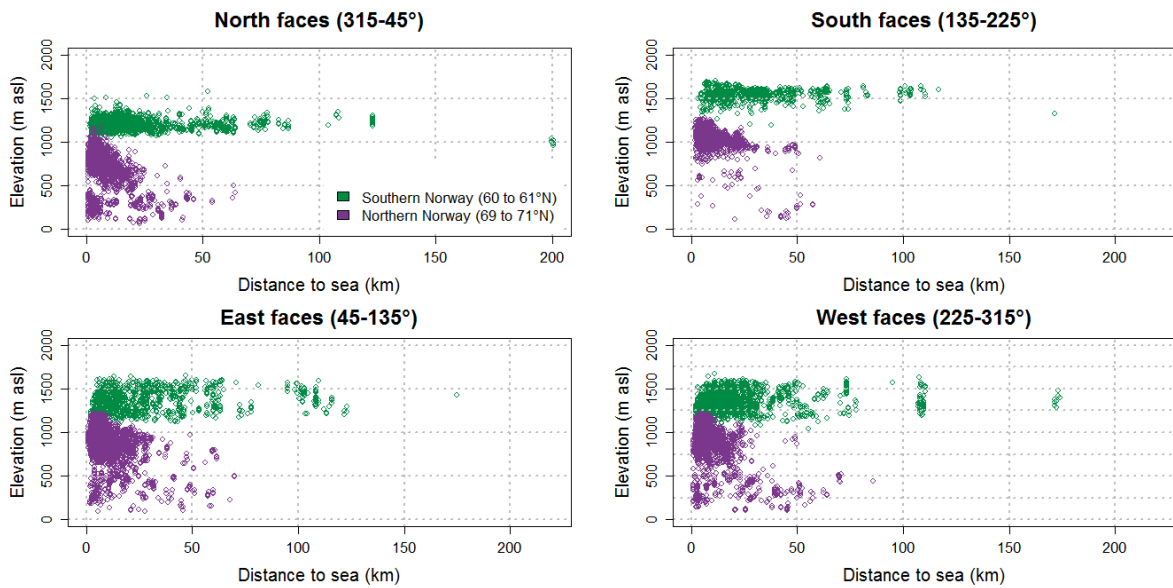 North faces (315-45°)
Elevation (m asl)
2000
1500
1000
500
0
0
50
100
150
200
Distance to sea (km)
Southern Norway (60 to 61°N)
Northern Norway (69 to 71°N)
South faces (135-225°)
Elevation (m asl)
2000
1500
1000
500
0
0
50
100
150
200
Distance to sea (km)
East faces (45-135°)
Elevation (m asl)
2000
1500
1000
500
0
0
50
100
150
200
Distance to sea (km)
West faces (225-315°)
Elevation (m asl)
2000
1500
1000
500
0
0
50
100
150
200
Distance to sea (km)